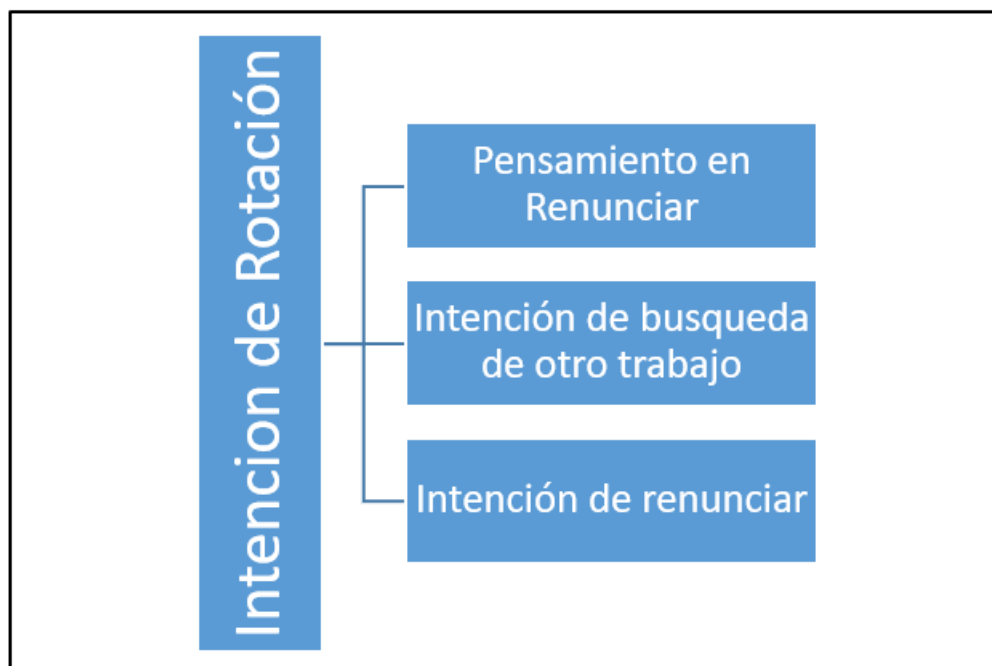 Intencion de Rotación
Pensamiento en
Renunciar
Intención de busqueda
de otro trabajo
Intención de renunciar